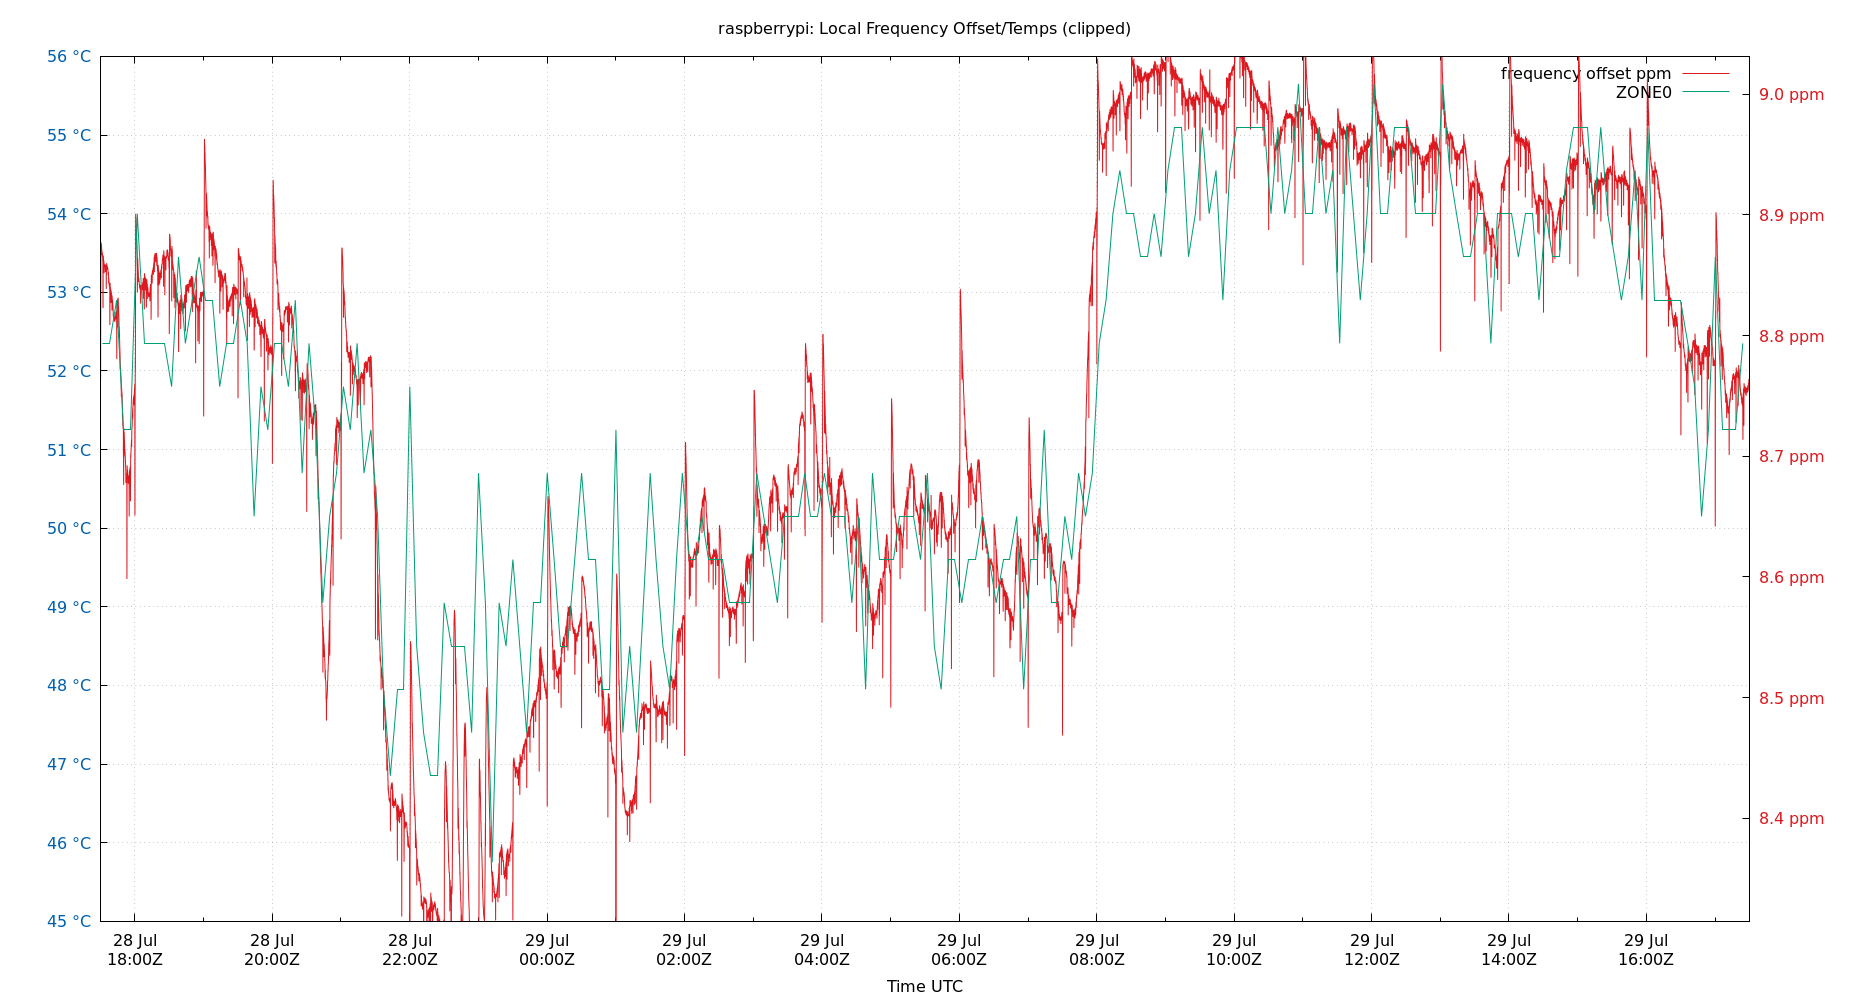 raspberrypi: Local Frequency Offset/Temps (clipped)
56 °C
55 °C
54 °C
53 °C
52 °C
51 °C
50 °C
49 °C
48 °C
47 °C
46 °C
45 °C
frequency offset ppm
ZONE0
9.0 ppm
8.9 ppm
8.8 ppm
8.7 ppm
8.6 ppm
8.5 ppm
8.4 ppm
28 Jul 28 Jul 28 Jul 29 Jul 29 Jul 29 Jul 29 Jul 29 Jul 29 Jul 29 Jul 29 Jul 29 Jul
18:00Z 20:00Z 22:00Z 00:00Z 02:00Z 04:00Z 06:00Z 08:00Z 10:00Z 12:00Z 14:00Z 16:00Z
Time UTC